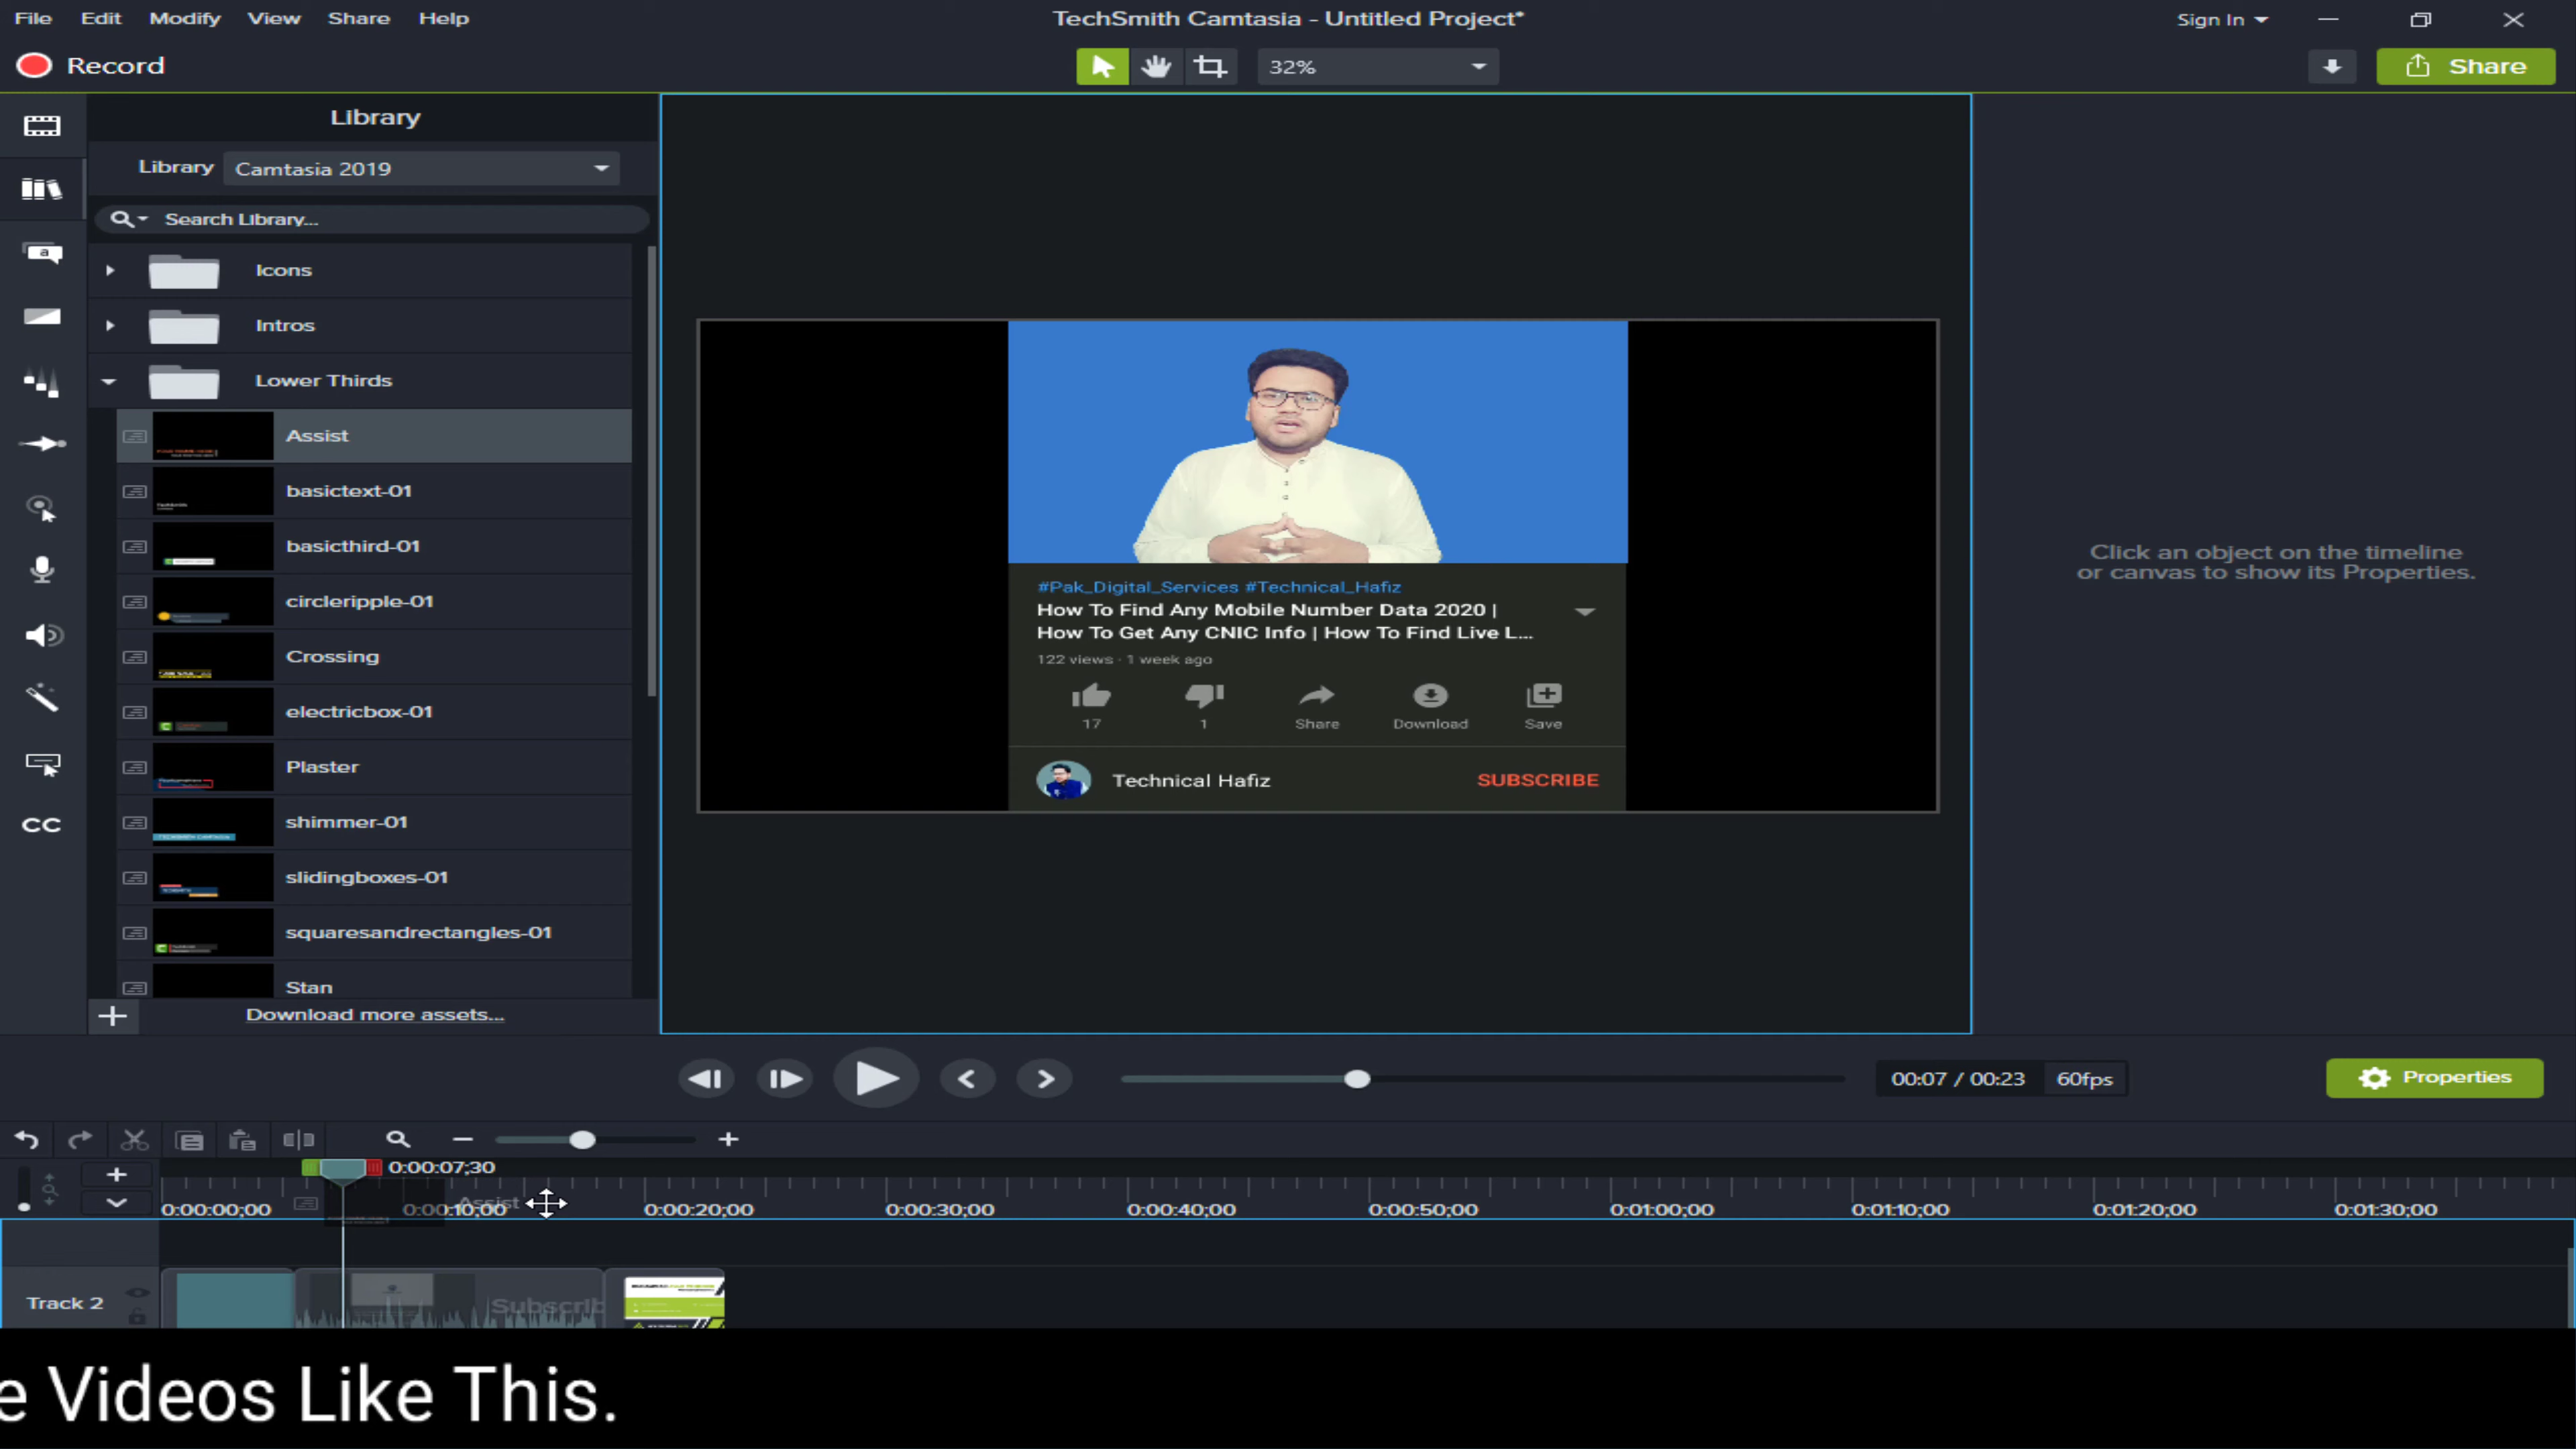 File Edit Modify View Share Help
TechSmith Camtasia - Untitled Project*
Sign In
Record
32%
Share
Library
Library Camtasia 2019
Search Library...
Icons
Intros
Lower Thirds
Assist
basictext-01
basicthird-01
circleripple-01
Crossing
electricbox-01
Plaster
shimmer-01
slidingboxes-01
squaresandrectangles-01
Stan
Download more assets...
CC
#Pak_Digital_Services #Technical_Hafiz
How To Find Any Mobile Number Data 2020 |
How To Get Any CNIC Info | How To Find Live L...
122 views · 1 week ago
17 1 Share Download Save
Technical Hafiz SUBSCRIBE
Click an object on the timeline
or canvas to show its Properties.
00:07 / 00:23 60fps
Properties
0:00:07;30
Assist
0:00:00;00 0:00:10;00 0:00:20;00 0:00:30;00 0:00:40;00 0:00:50;00 0:01:00;00 0:01:10;00 0:01:20;00 0:01:30;00
Track 2
Subscrib
e Videos Like This.